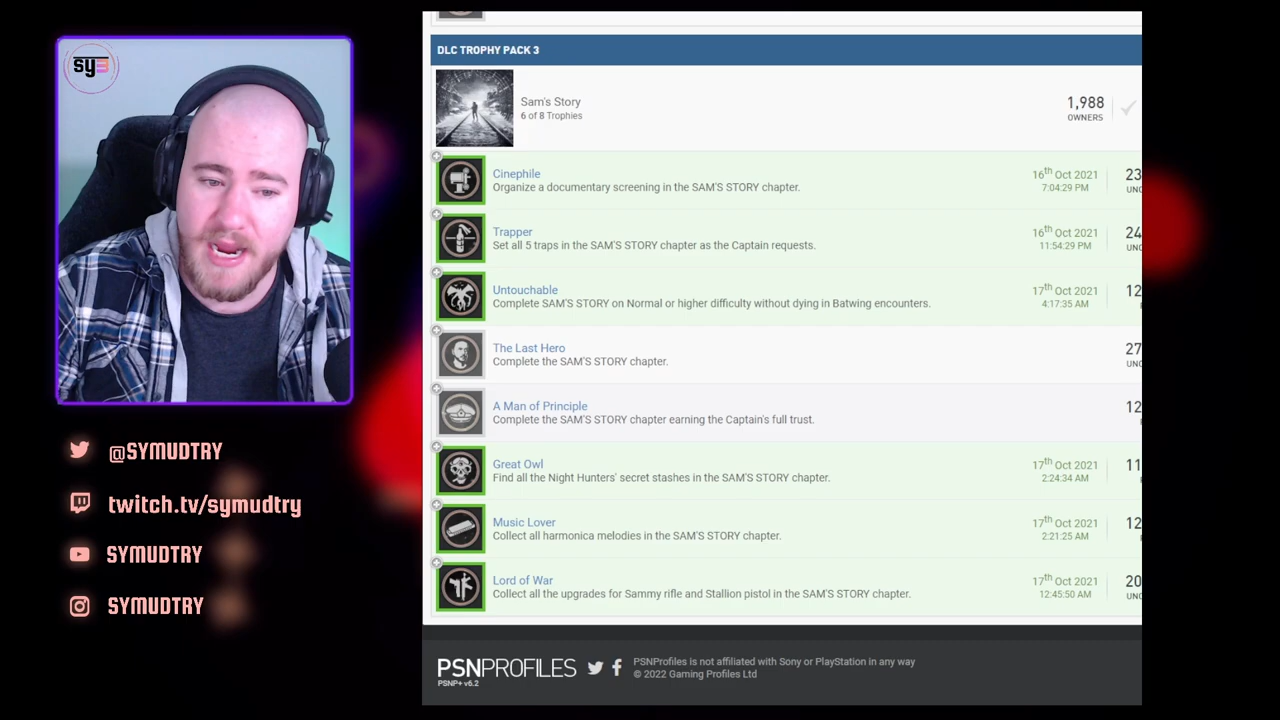 sy3
@SYMUDTRY
twitch.tv/symudtry
SYMUDTRY
SYMUDTRY
DLC TROPHY PACK 3
Sam's Story
6 of 8 Trophies
1,988
OWNERS
Cinephile
Organize a documentary screening in the SAM'S STORY chapter.
16th Oct 2021
7:04:29 PM
23
UNC
Trapper
Set all 5 traps in the SAM'S STORY chapter as the Captain requests.
16th Oct 2021
11:54:29 PM
24
UNC
Untouchable
Complete SAM'S STORY on Normal or higher difficulty without dying in Batwing encounters.
17th Oct 2021
4:17:35 AM
12
The Last Hero
Complete the SAM'S STORY chapter.
27
UNC
A Man of Principle
Complete the SAM'S STORY chapter earning the Captain's full trust.
12
Great Owl
Find all the Night Hunters' secret stashes in the SAM'S STORY chapter.
17th Oct 2021
2:24:34 AM
11
Music Lover
Collect all harmonica melodies in the SAM'S STORY chapter.
17th Oct 2021
2:21:25 AM
12
Lord of War
Collect all the upgrades for Sammy rifle and Stallion pistol in the SAM'S STORY chapter.
17th Oct 2021
12:45:50 AM
20
UNC
PSNPROFILES
PSNP+ v6.2
PSNProfiles is not affiliated with Sony or PlayStation in any way
© 2022 Gaming Profiles Ltd